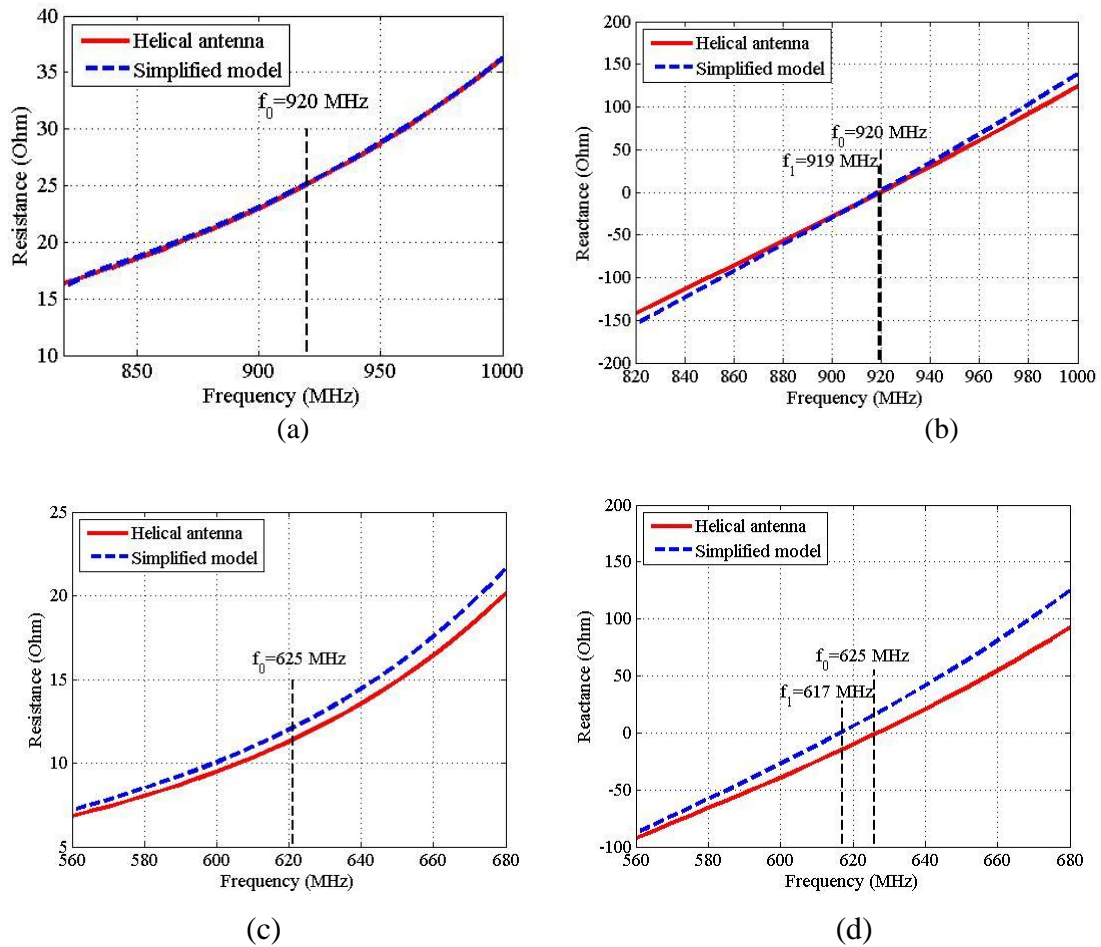 40
35
30
25
20
15
10
Resistance (Ohm)
Helical antenna
Simplified model
f0=920 MHz
850 900 950 1000
Frequency (MHz)
(a)
200
150
100
50
0
-50
-100
-150
-200
Reactance (Ohm)
Helical antenna
Simplified model
f0=920 MHz
f1=919 MHz
820 840 860 880 900 920 940 960 980 1000
Frequency (MHz)
(b)
25
20
15
10
5
Resistance (Ohm)
Helical antenna
Simplified model
f0=625 MHz
560 580 600 620 640 660 680
Frequency (MHz)
(c)
200
150
100
50
0
-50
-100
Reactance (Ohm)
Helical antenna
Simplified model
f0=625 MHz
f1=617 MHz
560 580 600 620 640 660 680
Frequency (MHz)
(d)